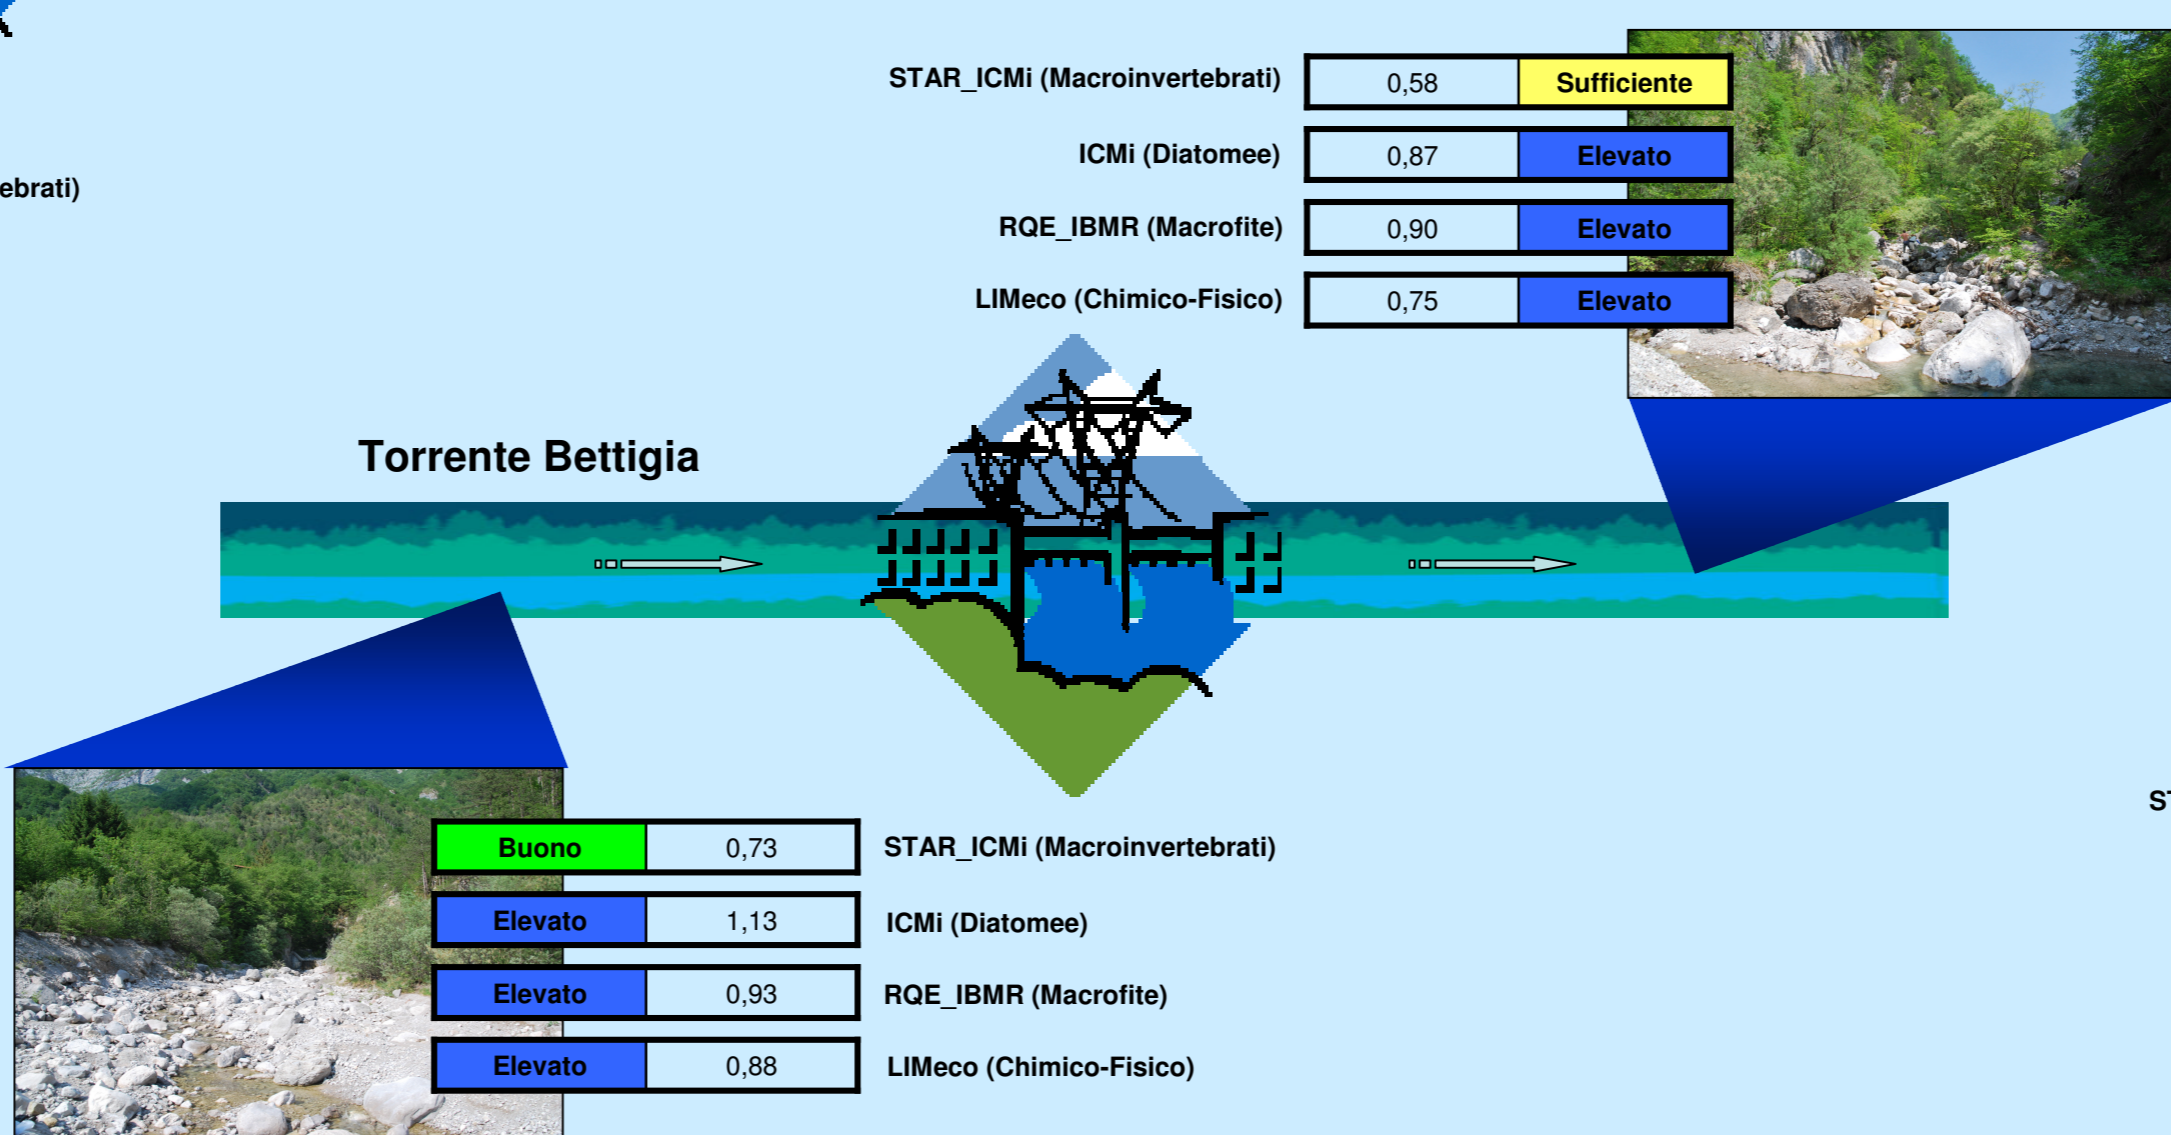 STAR_ICMi (Macroinvertebrati) 0,58 Sufficiente
ICMi (Diatomee) 0,87 Elevato
ebrati)
RQE_IBMR (Macrofite) 0,90 Elevato
LIMeco (Chimico-Fisico) 0,75 Elevato
Torrente Bettigia
ST
Buono 0,73 STAR_ICMi (Macroinvertebrati)
Elevato 1,13 ICMi (Diatomee)
Elevato 0,93 RQE_IBMR (Macrofite)
Elevato 0,88 LIMeco (Chimico-Fisico)